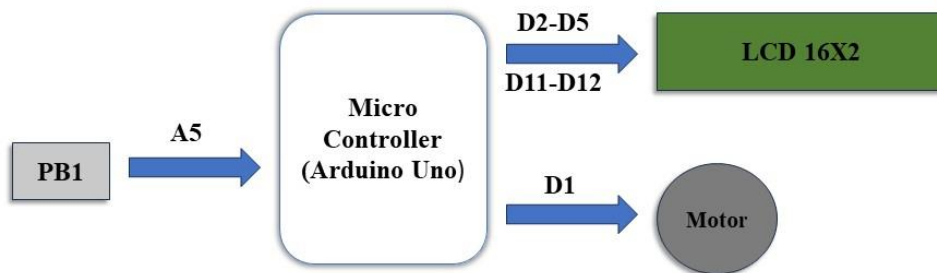 PB1
A5
Micro
Controller
(Arduino Uno)
D2-D5
D11-D12
LCD 16X2
D1
Motor